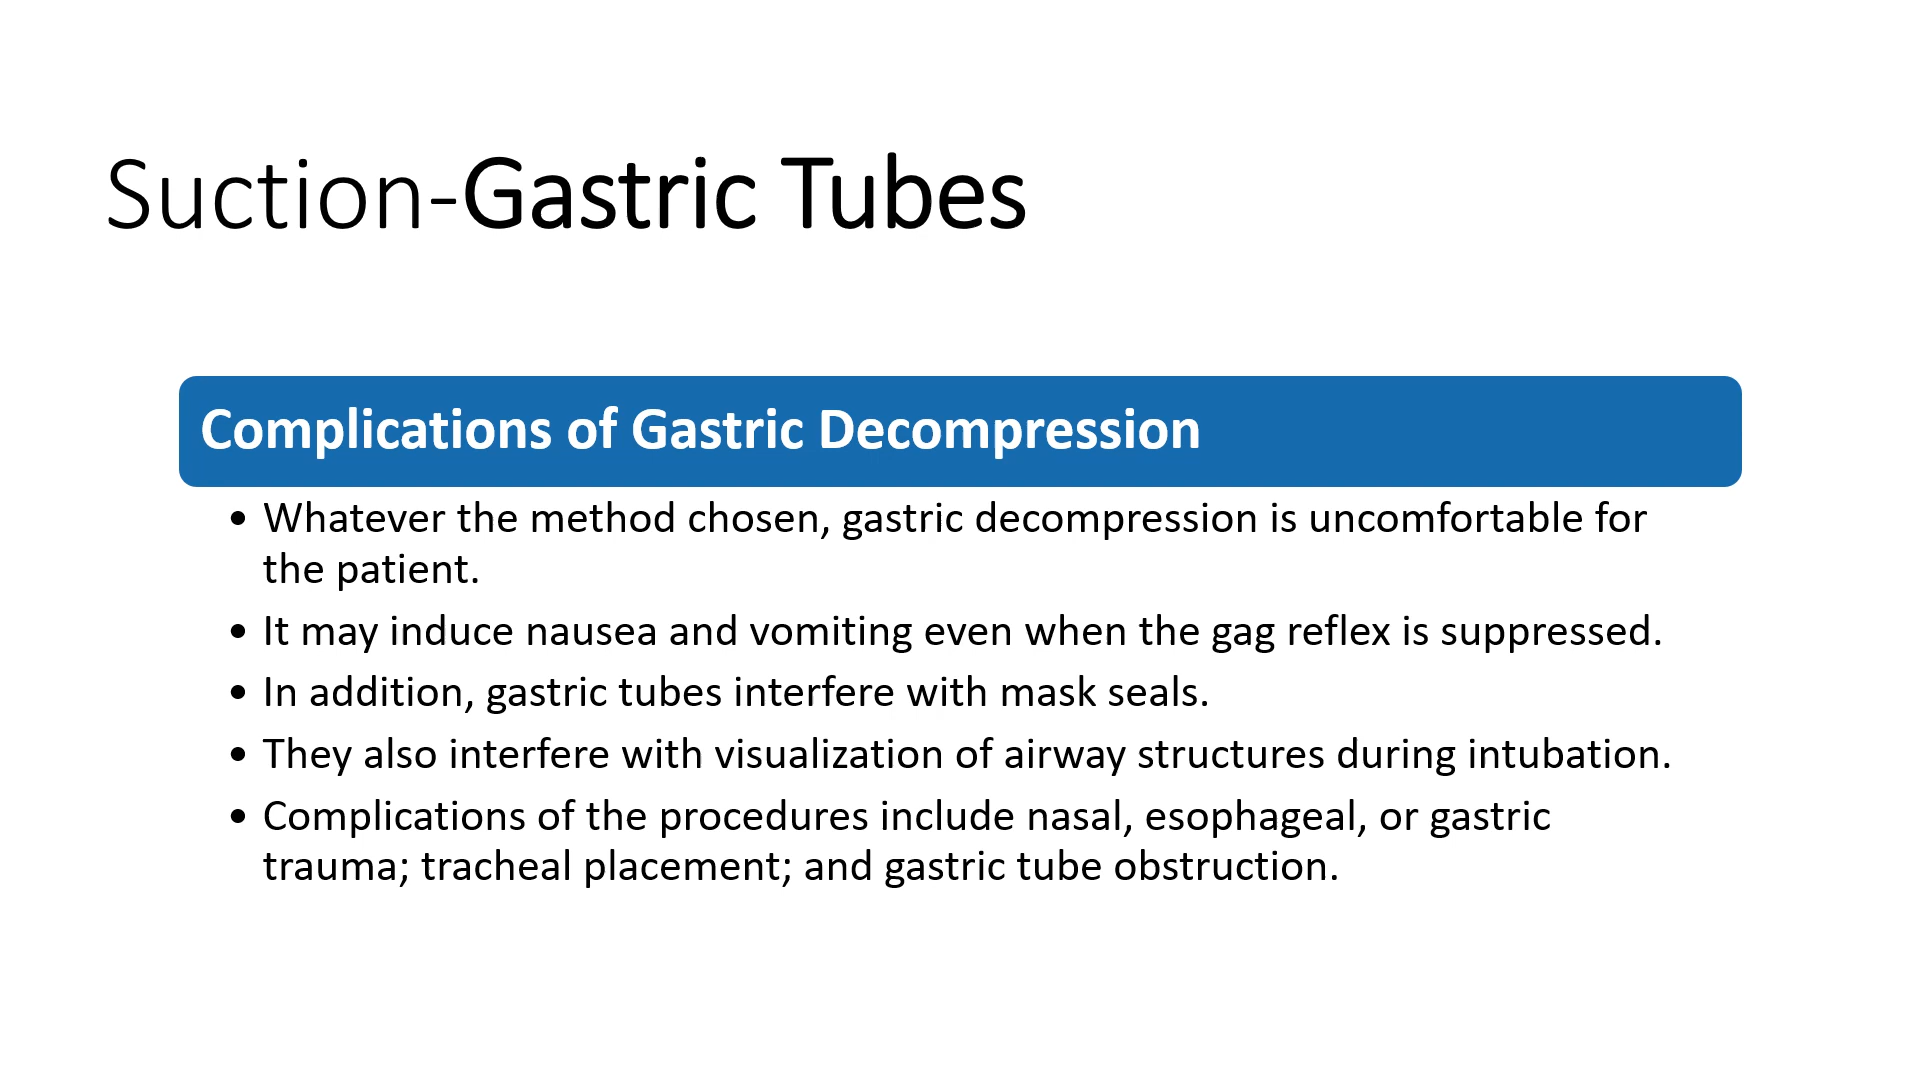 Suction-Gastric Tubes
Complications of Gastric Decompression
• Whatever the method chosen, gastric decompression is uncomfortable for
the patient.
• It may induce nausea and vomiting even when the gag reflex is suppressed.
• In addition, gastric tubes interfere with mask seals.
• They also interfere with visualization of airway structures during intubation.
• Complications of the procedures include nasal, esophageal, or gastric
trauma; tracheal placement; and gastric tube obstruction.